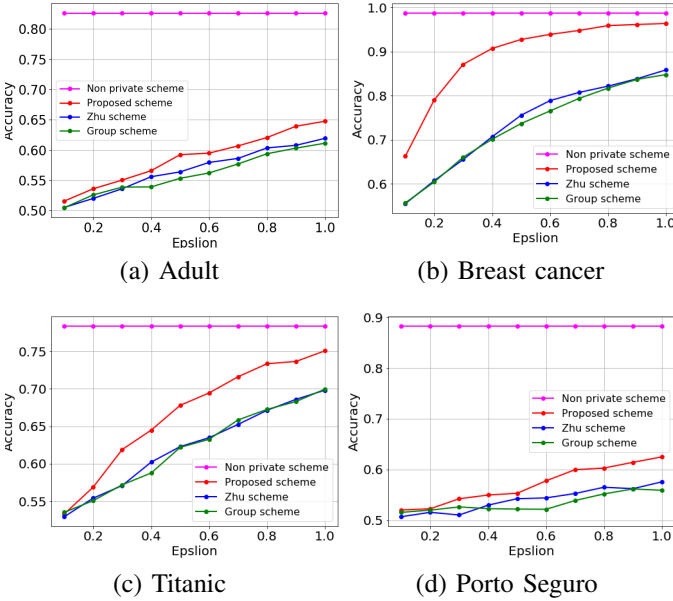 0.80
0.75
0.70
0.65
0.60
0.55
0.50
Accuracy
Non private scheme
Proposed scheme
Zhu scheme
Group scheme
0.2 0.4 0.6 0.8 1.0
Epslion
(a) Adult
1.0
0.9
0.8
0.7
0.6
Accuracy
Non private scheme
Proposed scheme
Zhu scheme
Group scheme
0.2 0.4 0.6 0.8 1.0
Epslion
(b) Breast cancer
0.75
0.70
0.65
0.60
0.55
Accuracy
Non private scheme
Proposed scheme
Zhu scheme
Group scheme
0.2 0.4 0.6 0.8 1.0
Epslion
(c) Titanic
0.9
0.8
0.7
0.6
0.5
Accuracy
Non private scheme
Proposed scheme
Zhu scheme
Group scheme
0.2 0.4 0.6 0.8 1.0
Epslion
(d) Porto Seguro